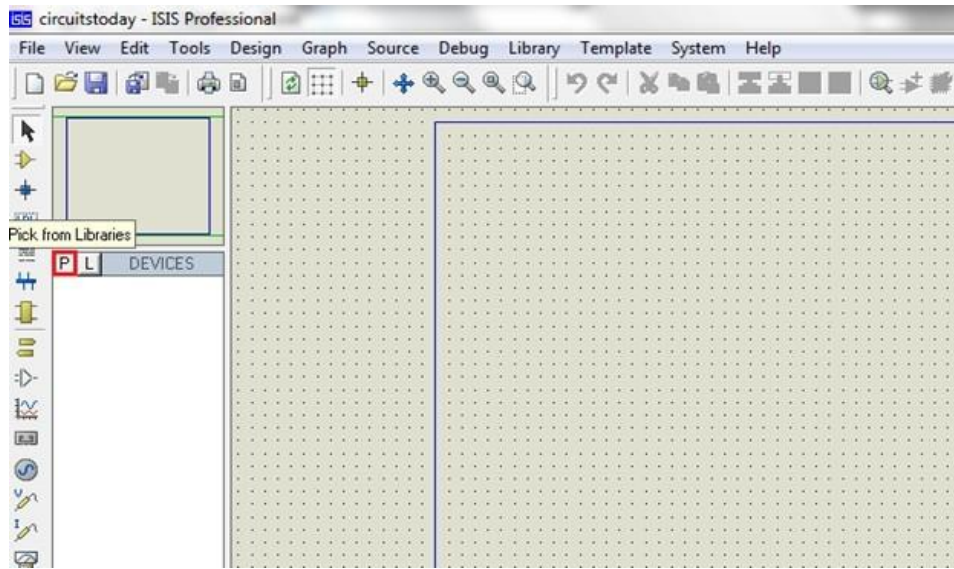 ISIS circuitstoday - ISIS Professional
File View Edit Tools Design Graph Source Debug Library Template System Help
Pick from Libraries
P L DEVICES